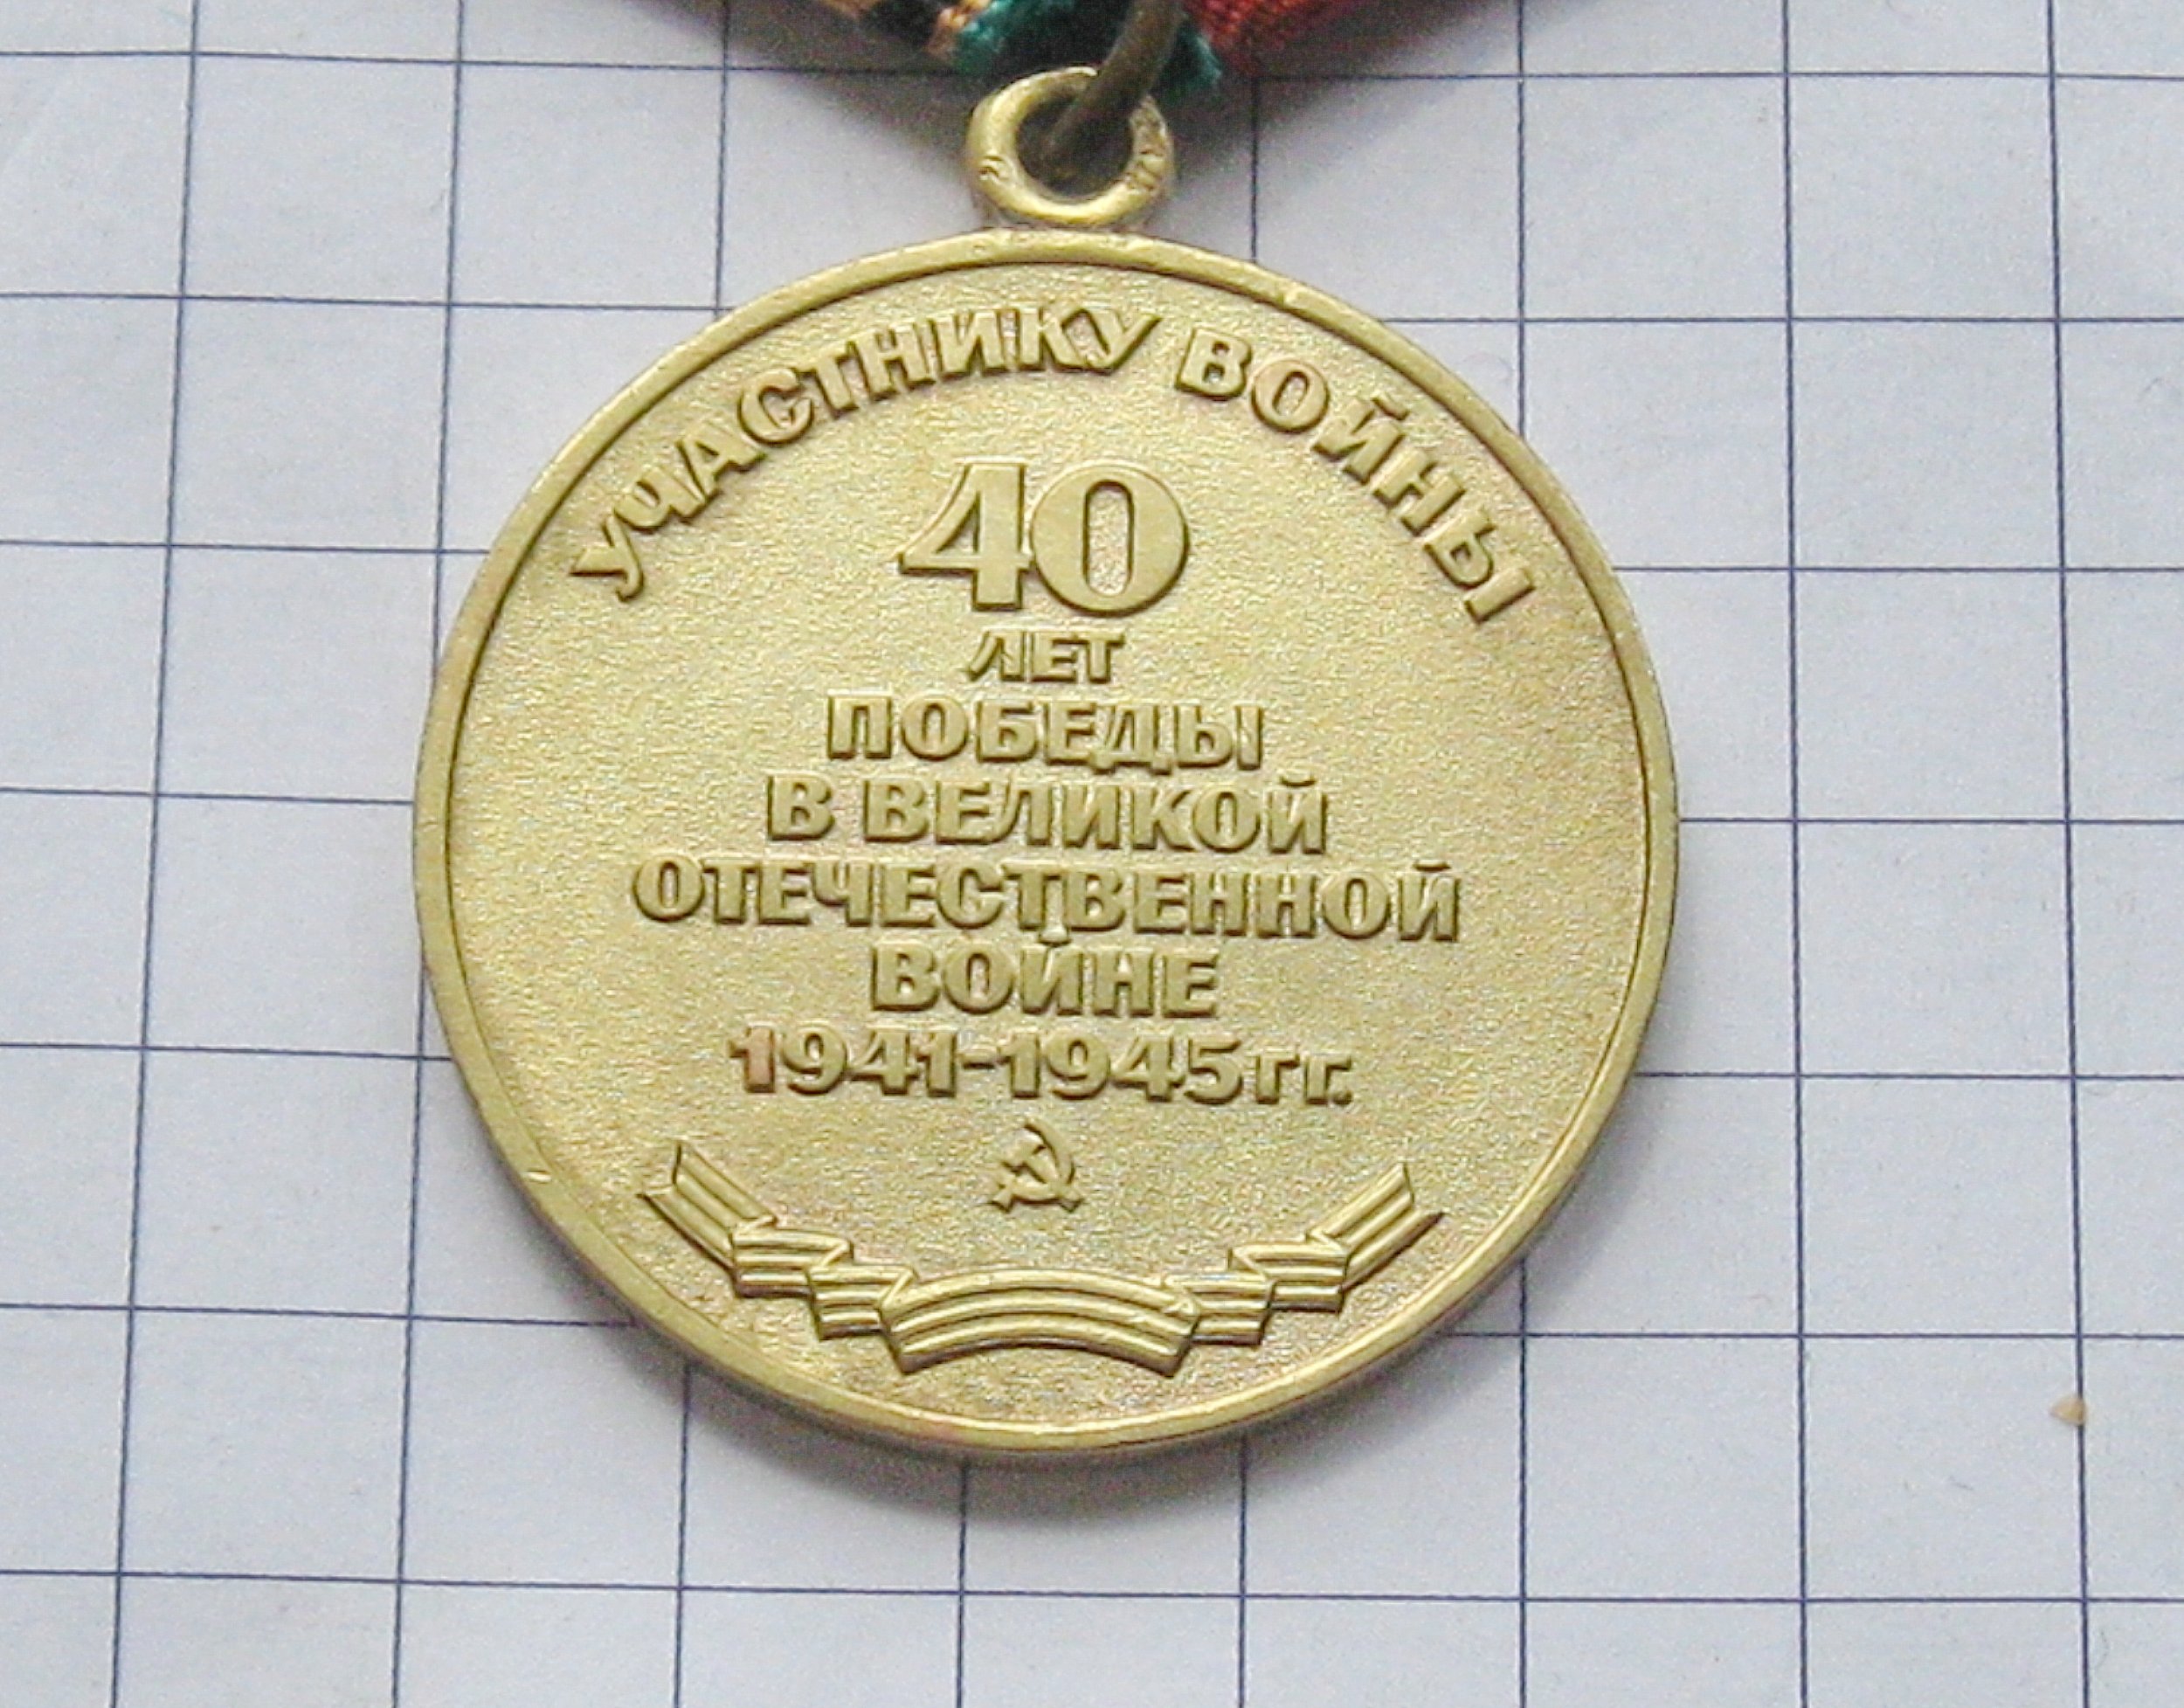 УЧАСТНИКУ ВОЙНЫ
40
ЛЕТ
ПОБЕДЫ
В ВЕЛИКОЙ
ОТЕЧЕСТВЕННОЙ
ВОЙНЕ
1941-1945гг.